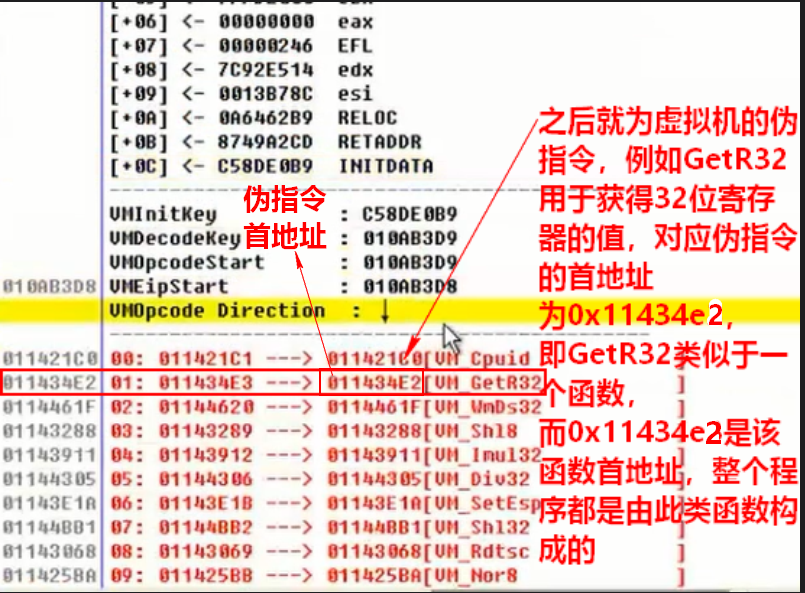 [+06] <- 00000000 eax
[+07] <- 00000246 EFL
[+08] <- 7C92E514 edx
[+09] <- 0013B78C esi
[+0A] <- 0A6462B9 RELOC
[+0B] <- 8749A2CD RETADDR
[+0C] <- C58DE0B9 INITDATA
伪指令
首地址
VMInitKey : C58DE0B9
VMDecodeKey : 010AB3D9
VMOpcodeStart : 010AB3D9
010AB3D8 VMEipStart : 010AB3D8
VMOpcode Direction : ↓
011421C0 00: 011421C1 ---> 011421C0[VM_Cpuid ]
011434E2 01: 011434E3 ---> 011434E2[VM_GetR32 ]
0114461F 02: 01144620 ---> 0114461F[VM_WmDs32 ]
01143288 03: 01143289 ---> 01143288[VM_Shl8 ]
01143911 04: 01143912 ---> 01143911[VM_Imul32 ]
01144305 05: 01144306 ---> 01144305[VM_Div32 ]
01143E1A 06: 01143E1B ---> 01143E1A[VM_SetEsp ]
01144BB1 07: 01144BB2 ---> 01144BB1[VM_Shl32 ]
01143068 08: 01143069 ---> 01143068[VM_Rdtsc ]
011425BA 09: 011425BB ---> 011425BA[VM_Nor8 ]
之后就为虚拟机的伪
指令，例如GetR32
用于获得32位寄存
器的值，对应伪指令
的首地址
为0x11434e2，
即GetR32类似于一
个函数，
而0x11434e2是该
函数首地址，整个程
序都是由此类函数构
成的